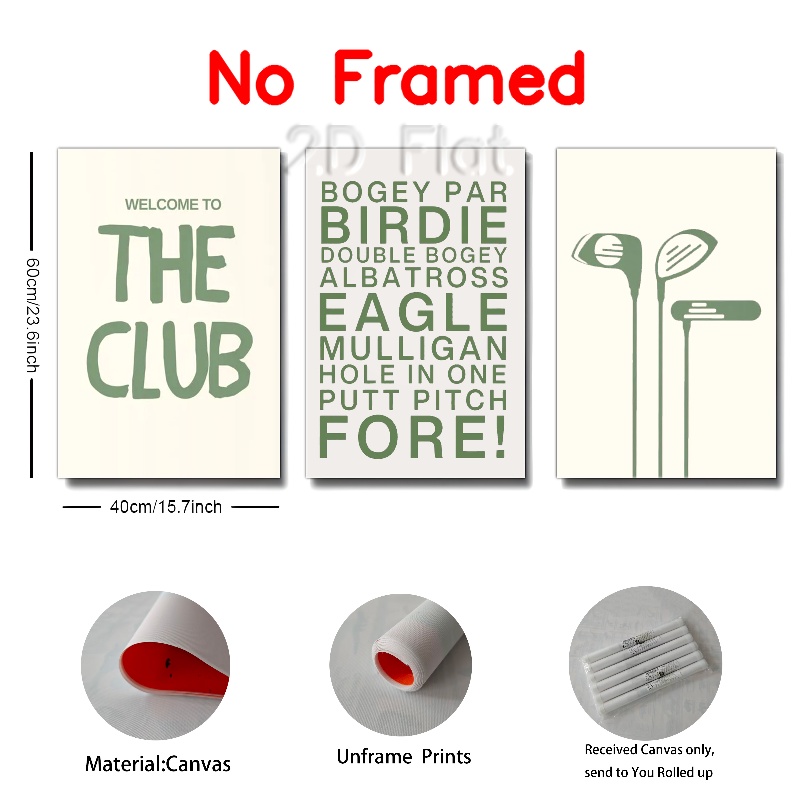 No Framed
2D Flat
WELCOME TO
THE
CLUB
BOGEY PAR
BIRDIE
DOUBLE BOGEY
ALBATROSS
EAGLE
MULLIGAN
HOLE IN ONE
PUTT PITCH
FORE!
60cm/23.6inch
40cm/15.7inch
Material:Canvas
Unframe Prints
Received Canvas only,
send to You Rolled up